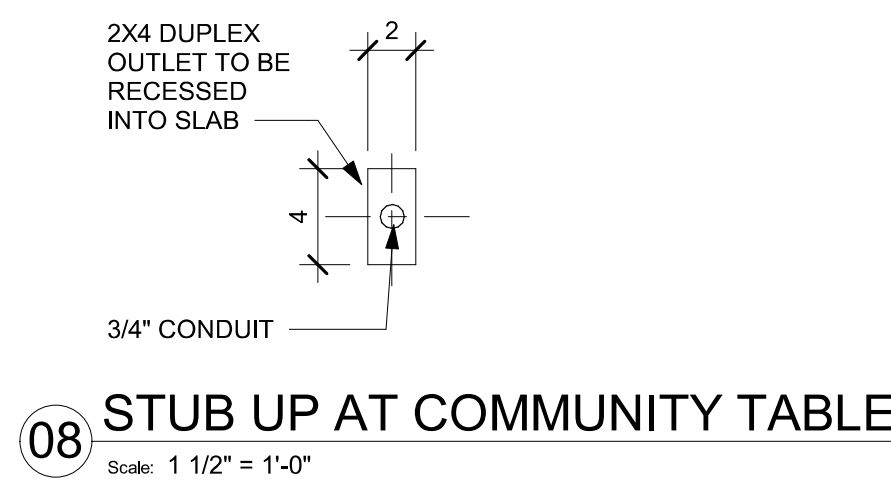 2X4 DUPLEX
OUTLET TO BE
RECESSED
INTO SLAB
2
4
3/4" CONDUIT
08
STUB UP AT COMMUNITY TABLE
Scale: 1 1/2" = 1'-0"